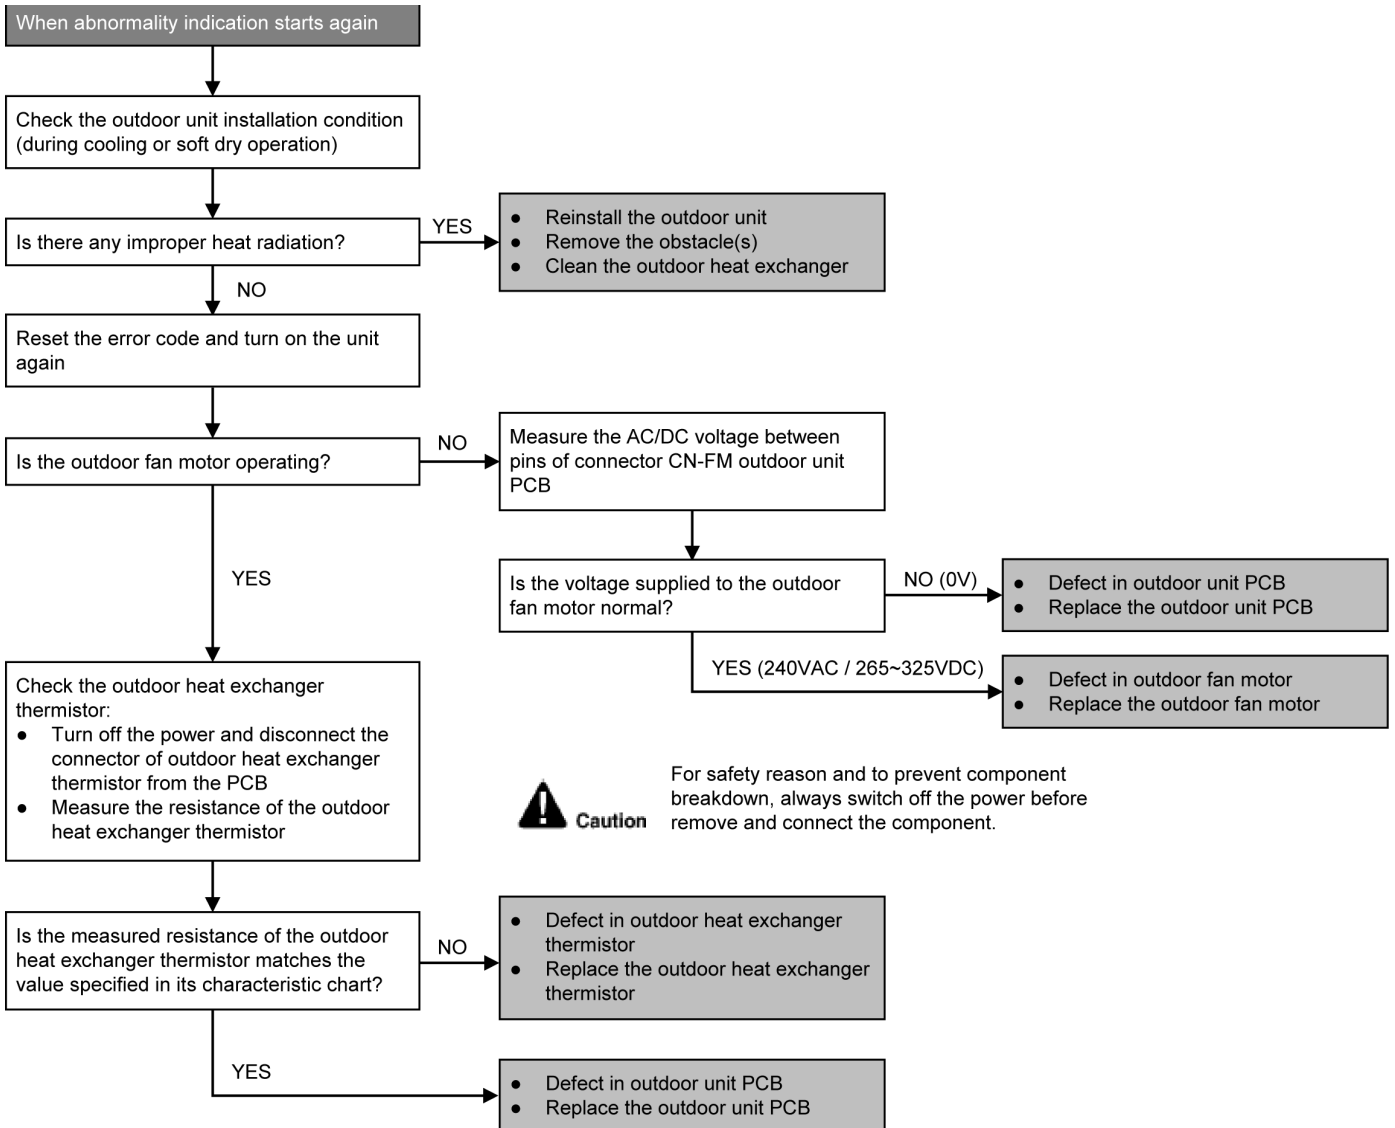 When abnormality indication starts again
Check the outdoor unit installation condition
(during cooling or soft dry operation)
Is there any improper heat radiation?
YES
● Reinstall the outdoor unit
● Remove the obstacle(s)
● Clean the outdoor heat exchanger
NO
Reset the error code and turn on the unit
again
Is the outdoor fan motor operating?
NO
Measure the AC/DC voltage between
pins of connector CN-FM outdoor unit
PCB
YES
Is the voltage supplied to the outdoor
fan motor normal?
NO (0V)
● Defect in outdoor unit PCB
● Replace the outdoor unit PCB
YES (240VAC / 265~325VDC)
● Defect in outdoor fan motor
● Replace the outdoor fan motor
Check the outdoor heat exchanger
thermistor:
● Turn off the power and disconnect the
connector of outdoor heat exchanger
thermistor from the PCB
● Measure the resistance of the outdoor
heat exchanger thermistor
Caution
For safety reason and to prevent component
breakdown, always switch off the power before
remove and connect the component.
Is the measured resistance of the outdoor
heat exchanger thermistor matches the
value specified in its characteristic chart?
NO
● Defect in outdoor heat exchanger
thermistor
● Replace the outdoor heat exchanger
thermistor
YES
● Defect in outdoor unit PCB
● Replace the outdoor unit PCB